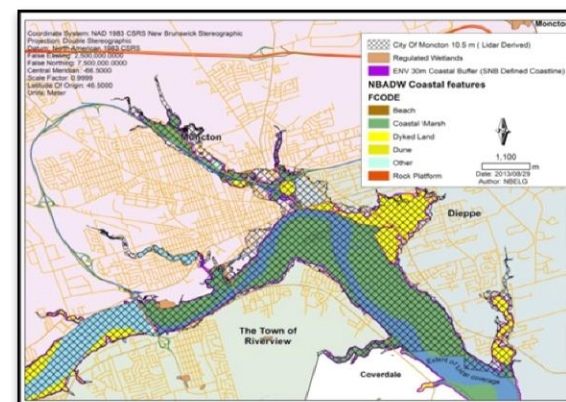 Coordinate System: NAD 1983 CSRS New Brunswick Stereographic
Projection: Double Stereographic
Datum: North American 1983 CSRS
False Easting: 2,500,000.0000
False Northing: 7,500,000.0000
Central Meridian: -66.5000
Scale Factor: 0.9999
Latitude Of Origin: 46.5000
Units: Meter
Moncton
City Of Moncton 10.5 m ( Lidar Derived)
Regulated Wetlands
ENV 30m Coastal Buffer (SNB Defined Coastline)
NBADW Coastal features
FCODE
Beach
Coastal \Marsh
Dyked Land
Dune
Other
Rock Platform
1,100
m
Date: 2013/08/29
Author: NBELG
Moncton
Dieppe
The Town of
Riverview
Coverdale
Extent of Lidar coverage